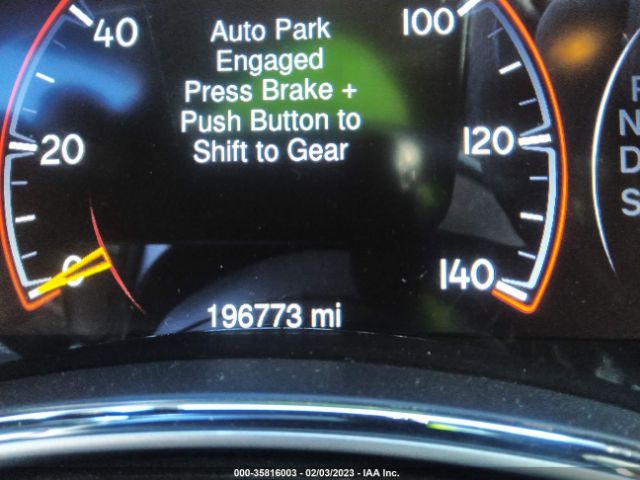 40
100
Auto Park
Engaged
Press Brake +
Push Button to
Shift to Gear
20
120
N
D
S
0
140
196773 mi
000-35816003 - 02/03/2023 - IAA Inc.